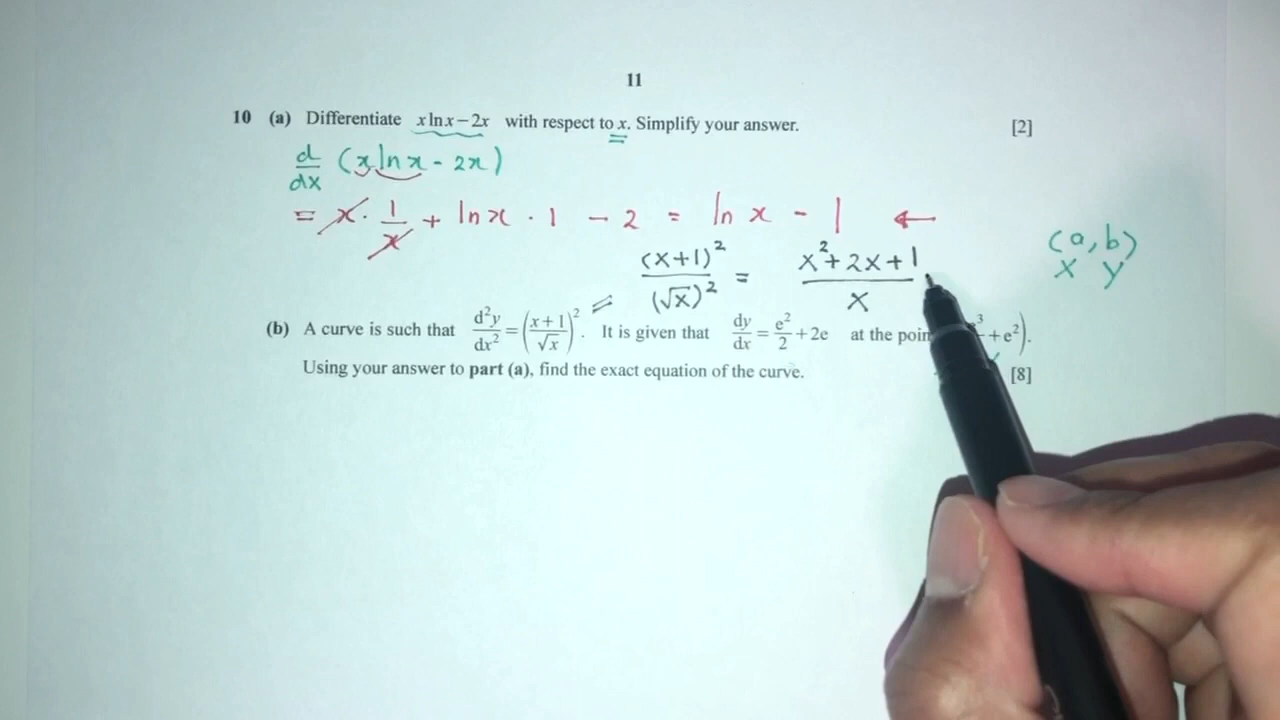 11
10 (a) Differentiate x ln x − 2x with respect to x. Simplify your answer. [2]
d/dx (x ln x - 2x)
= x · 1/x + ln x · 1 - 2 = ln x - 1 ←
(a, b)
x y
(x+1)²/(√x)² = x²+2x+1/x
(b) A curve is such that d²y/dx² = (x+1/√x)². It is given that dy/dx = e²/2 + 2e at the 3 + e²).
Using your answer to part (a), find the exact equation of the curve. [8]